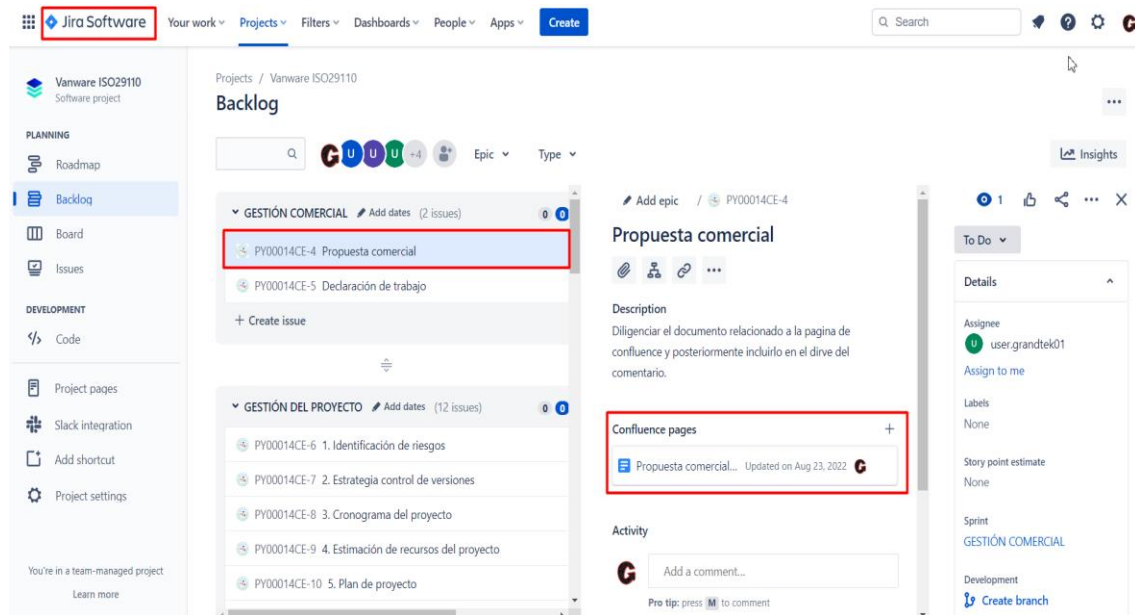 Jira Software
Your work
Projects
Filters
Dashboards
People
Apps
Create
Search
Vanware ISO29110
Software project
PLANNING
Roadmap
Backlog
Board
Issues
DEVELOPMENT
Code
Project pages
Slack integration
Add shortcut
Project settings
You're in a team-managed project
Learn more
Projects / Vanware ISO29110
Backlog
G U U U +4
Epic
Type
Insights
GESTIÓN COMERCIAL Add dates (2 issues) 0 0
PY00014CE-4 Propuesta comercial
PY00014CE-5 Declaración de trabajo
+ Create issue
GESTIÓN DEL PROYECTO Add dates (12 issues) 0 0
PY00014CE-6 1. Identificación de riesgos
PY00014CE-7 2. Estrategia control de versiones
PY00014CE-8 3. Cronograma del proyecto
PY00014CE-9 4. Estimación de recursos del proyecto
PY00014CE-10 5. Plan de proyecto
Add epic / PY00014CE-4
Propuesta comercial
Description
Diligenciar el documento relacionado a la pagina de
confluence y posteriormente incluirlo en el dirve del
comentario.
Confluence pages
Propuesta comercial... Updated on Aug 23, 2022 G
Activity
G Add a comment...
Pro tip: press M to comment
1
To Do
Details
Assignee
U user.grandtek01
Assign to me
Labels
None
Story point estimate
None
Sprint
GESTIÓN COMERCIAL
Development
Create branch